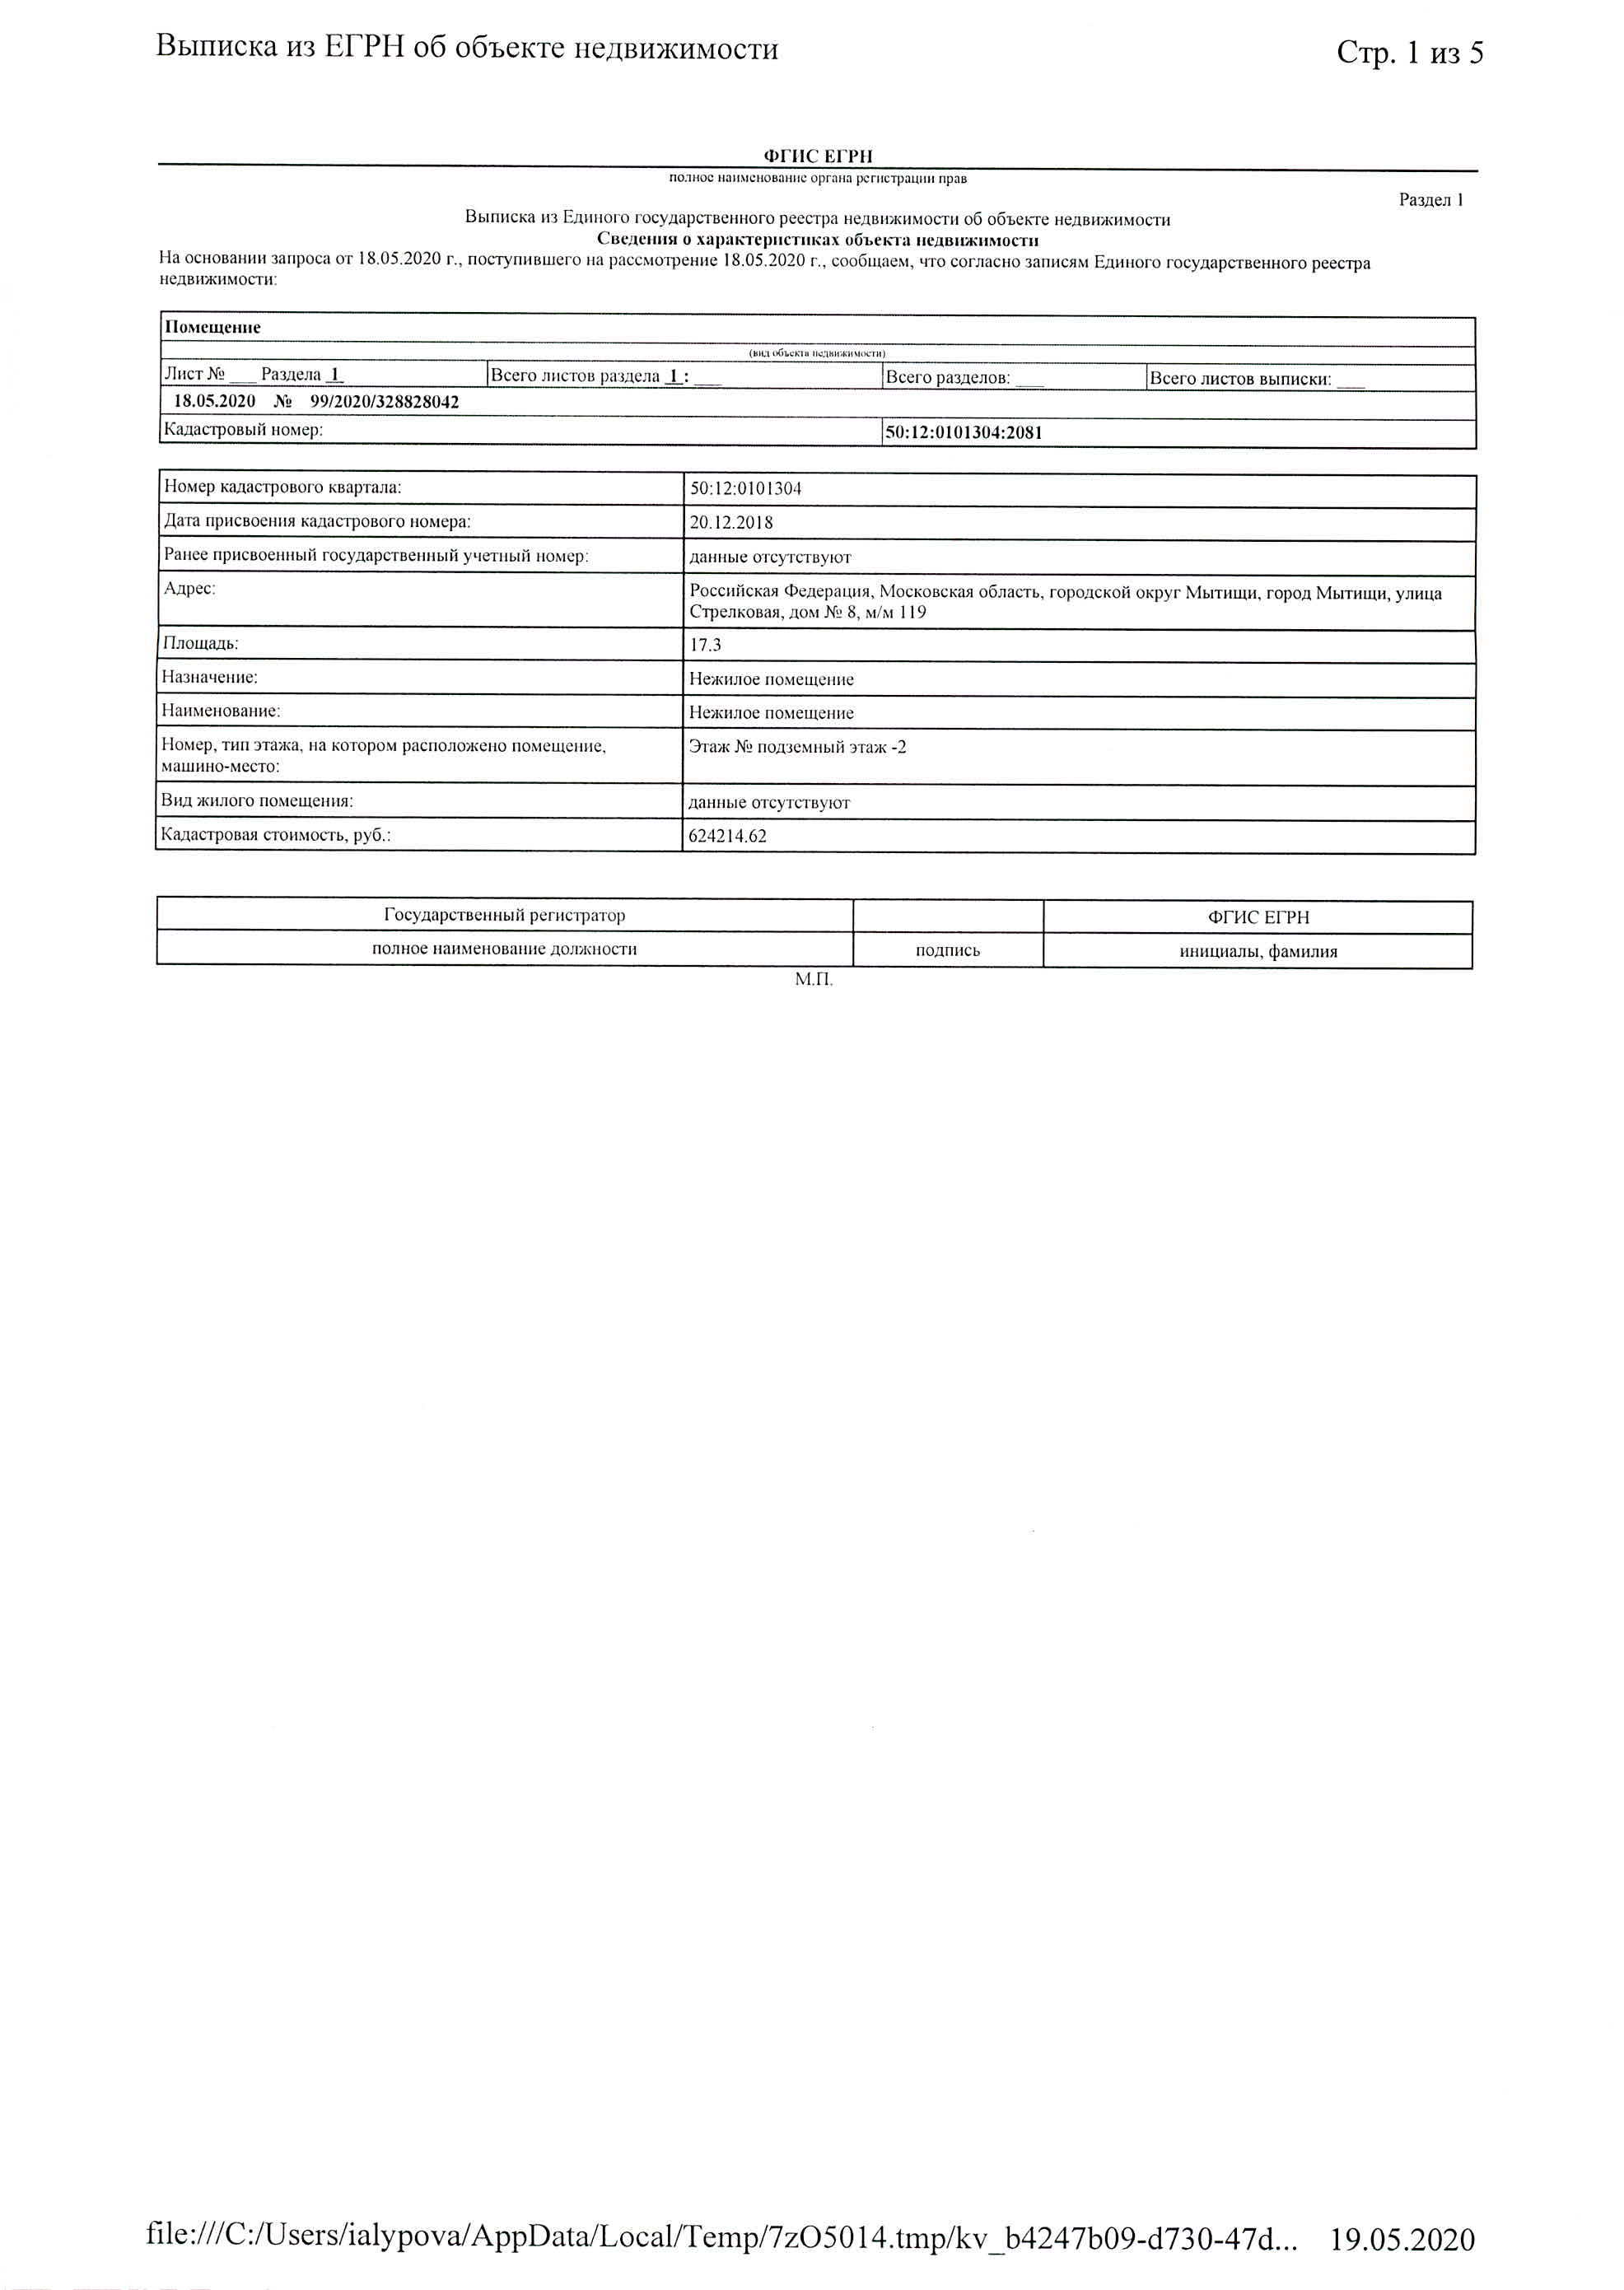 Выписка из ЕГРН об объекте недвижимости Стр. 1 из 5
ФГИС ЕГРН
полное наименование органа регистрации прав
Раздел 1
Выписка из Единого государственного реестра недвижимости об объекте недвижимости
Сведения о характеристиках объекта недвижимости
На основании запроса от 18.05.2020 г., поступившего на рассмотрение 18.05.2020 г., сообщаем, что согласно записям Единого государственного реестра
недвижимости:
Помещение
(вид объекта недвижимости)
Лист № ___ Раздела 1 Всего листов раздела 1 : ___ Всего разделов: ___ Всего листов выписки: ___
18.05.2020 № 99/2020/328828042
Кадастровый номер: 50:12:0101304:2081
Номер кадастрового квартала: 50:12:0101304
Дата присвоения кадастрового номера: 20.12.2018
Ранее присвоенный государственный учетный номер: данные отсутствуют
Адрес: Российская Федерация, Московская область, городской округ Мытищи, город Мытищи, улица
Стрелковая, дом № 8, м/м 119
Площадь: 17.3
Назначение: Нежилое помещение
Наименование: Нежилое помещение
Номер, тип этажа, на котором расположено помещение, Этаж № подземный этаж -2
машино-место:
Вид жилого помещения: данные отсутствуют
Кадастровая стоимость, руб.: 624214.62
Государственный регистратор ФГИС ЕГРН
полное наименование должности подпись инициалы, фамилия
М.П.
file:///C:/Users/ialypova/AppData/Local/Temp/7zO5014.tmp/kv_b4247b09-d730-47d... 19.05.2020